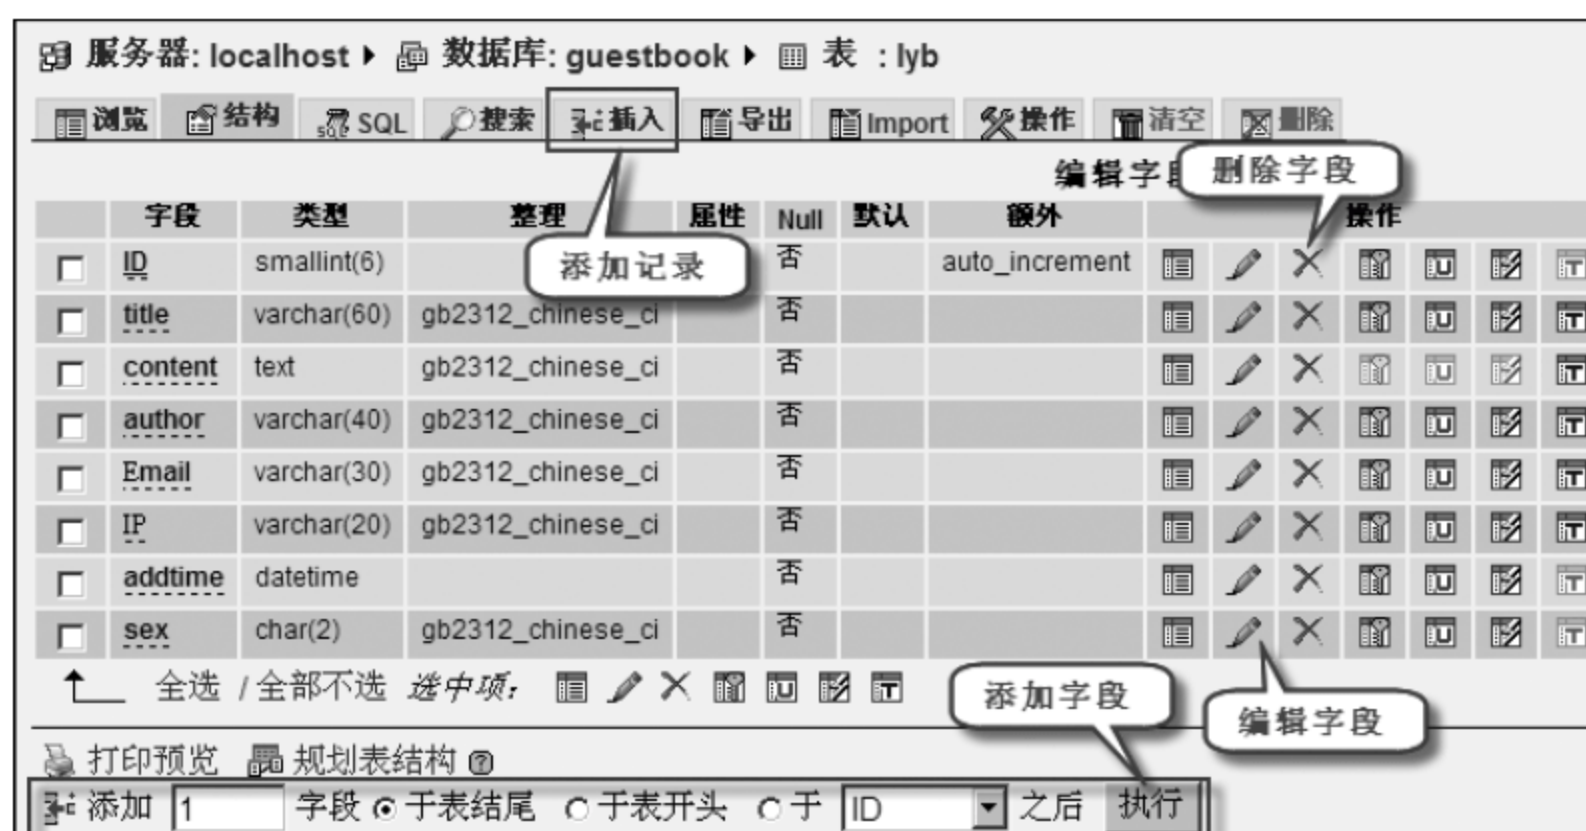 服务器: localhost ▸ 数据库: guestbook ▸ 表 : lyb
浏览 结构 SQL 搜索 插入 导出 Import 操作 清空 删除
编辑字 删除字段
字段 类型 整理 属性 Null 默认 额外 操作
添加记录
ID smallint(6) 否 auto_increment
title varchar(60) gb2312_chinese_ci 否
content text gb2312_chinese_ci 否
author varchar(40) gb2312_chinese_ci 否
Email varchar(30) gb2312_chinese_ci 否
IP varchar(20) gb2312_chinese_ci 否
addtime datetime 否
sex char(2) gb2312_chinese_ci 否
全选 / 全部不选 选中项:
添加字段
编辑字段
打印预览 规划表结构
添加 1 字段 于表结尾 于表开头 于 ID 之后 执行